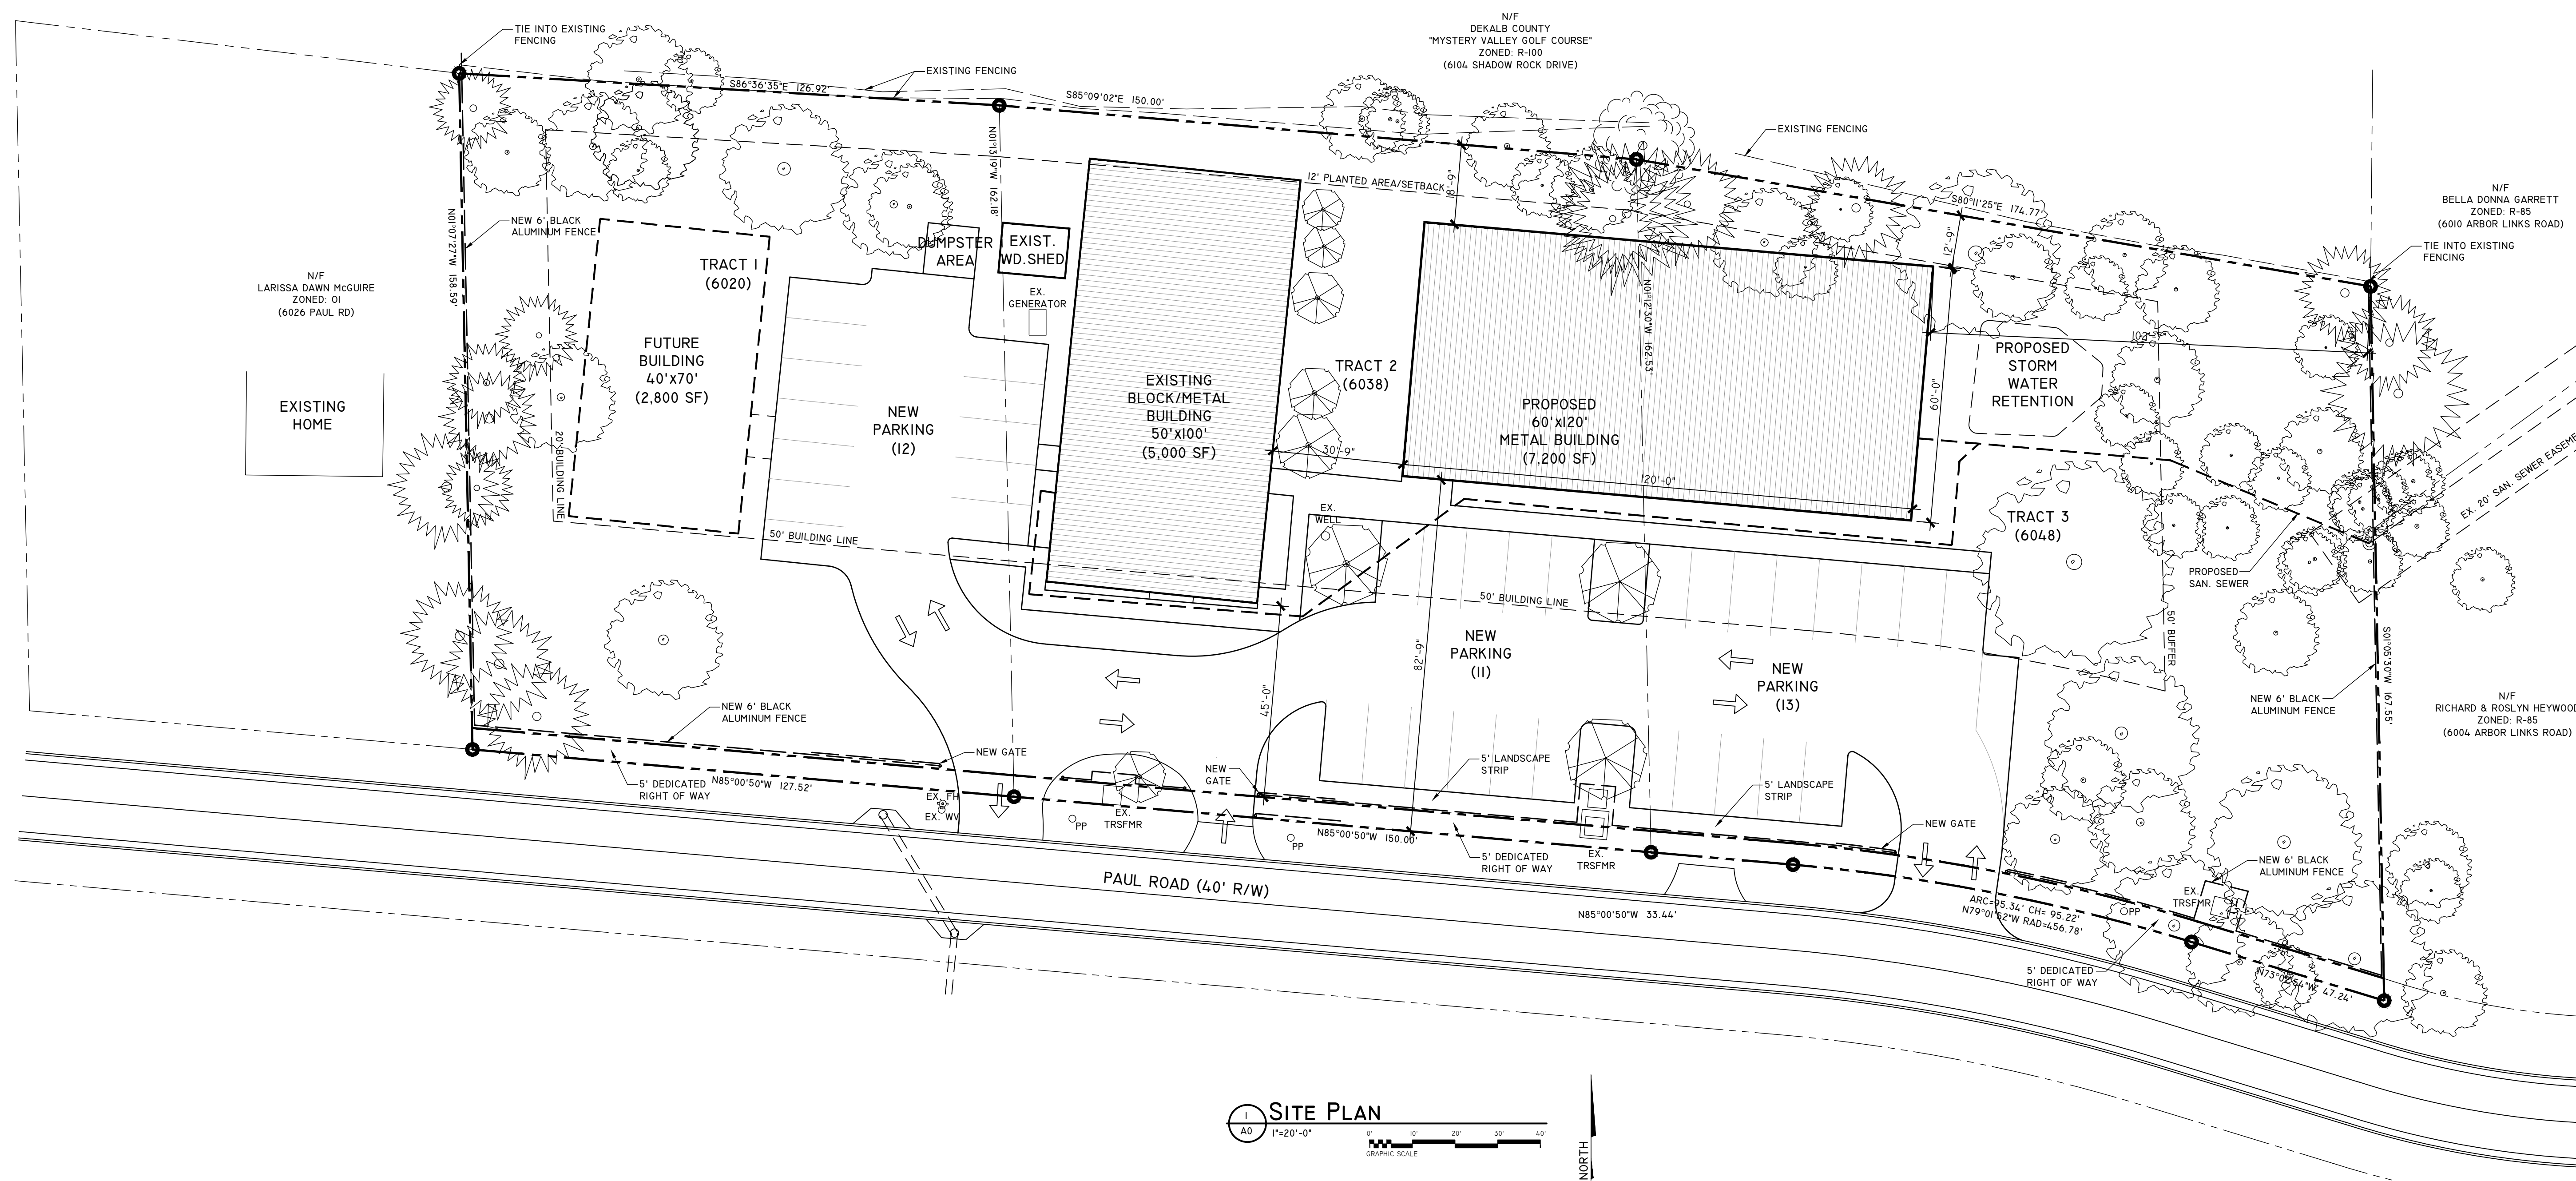 N/F
DEKALB COUNTY
"MYSTERY VALLEY GOLF COURSE"
ZONED: R-100
(6104 SHADOW ROCK DRIVE)
TIE INTO EXISTING
FENCING
EXISTING FENCING
S86°36'35"E 126.92'
S85°09'02"E 150.00'
EXISTING FENCING
N01°13'19"W 162.18'
12' PLANTED AREA/SETBACK
S80°11'25"E 174.77'
12'-9"
N/F
BELLA DONNA GARRETT
ZONED: R-85
(6010 ARBOR LINKS ROAD)
TIE INTO EXISTING
FENCING
N01°07'27"W 158.59'
NEW 6' BLACK
ALUMINUM FENCE
DUMPSTER
AREA
EXIST.
WD.SHED
TRACT 1
(6020)
EX.
GENERATOR
N/F
LARISSA DAWN McGUIRE
ZONED: OI
(6026 PAUL RD)
EXISTING
HOME
FUTURE
BUILDING
40'x70'
(2,800 SF)
20' BUILDING LINE
NEW
PARKING
(12)
EXISTING
BLOCK/METAL
BUILDING
50'x100'
(5,000 SF)
TRACT 2
(6038)
N01°12'30"W 162.53'
PROPOSED
60'x120'
METAL BUILDING
(7,200 SF)
30'-9"
120'-0"
60'-0"
PROPOSED
STORM
WATER
RETENTION
TRACT 3
(6048)
EX.
WELL
50' BUILDING LINE
50' BUILDING LINE
PROPOSED
SAN. SEWER
50' BUFFER
NEW
PARKING
(11)
82'-9"
45'-0"
NEW
PARKING
(13)
S01°05'30"W 167.55'
NEW 6' BLACK
ALUMINUM FENCE
N/F
ZONED: R-85
(6004 ARBOR LINKS ROAD)
NEW 6' BLACK
ALUMINUM FENCE
NEW GATE
5' DEDICATED
RIGHT OF WAY
N85°00'50"W 127.52'
EX. FH
EX. WV
PP
EX.
TRSFMR
NEW
GATE
PP
5' LANDSCAPE
STRIP
5' LANDSCAPE
STRIP
N85°00'50"W 150.00'
5' DEDICATED
RIGHT OF WAY
EX.
TRSFMR
NEW GATE
NEW 6' BLACK
ALUMINUM FENCE
EX.
TRSFMR
PP
PAUL ROAD (40' R/W)
N85°00'50"W 33.44'
ARC=95.34' CH= 95.22'
N79°01'52"W RAD=456.78'
5' DEDICATED
RIGHT OF WAY
47.24'
1
A0
SITE PLAN
1"=20'-0"
0' 10' 20' 30' 40'
GRAPHIC SCALE
NORTH